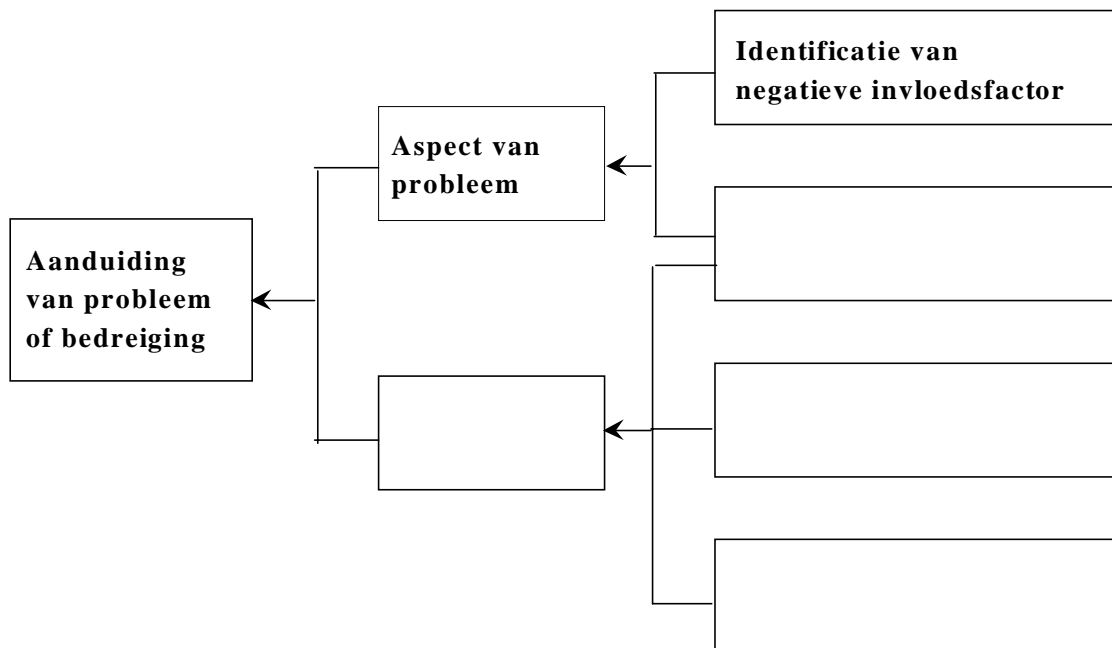 Identificatie van
negatieve invloedsfactor
Aspect van
probleem
Aanduiding
van probleem
of bedreiging